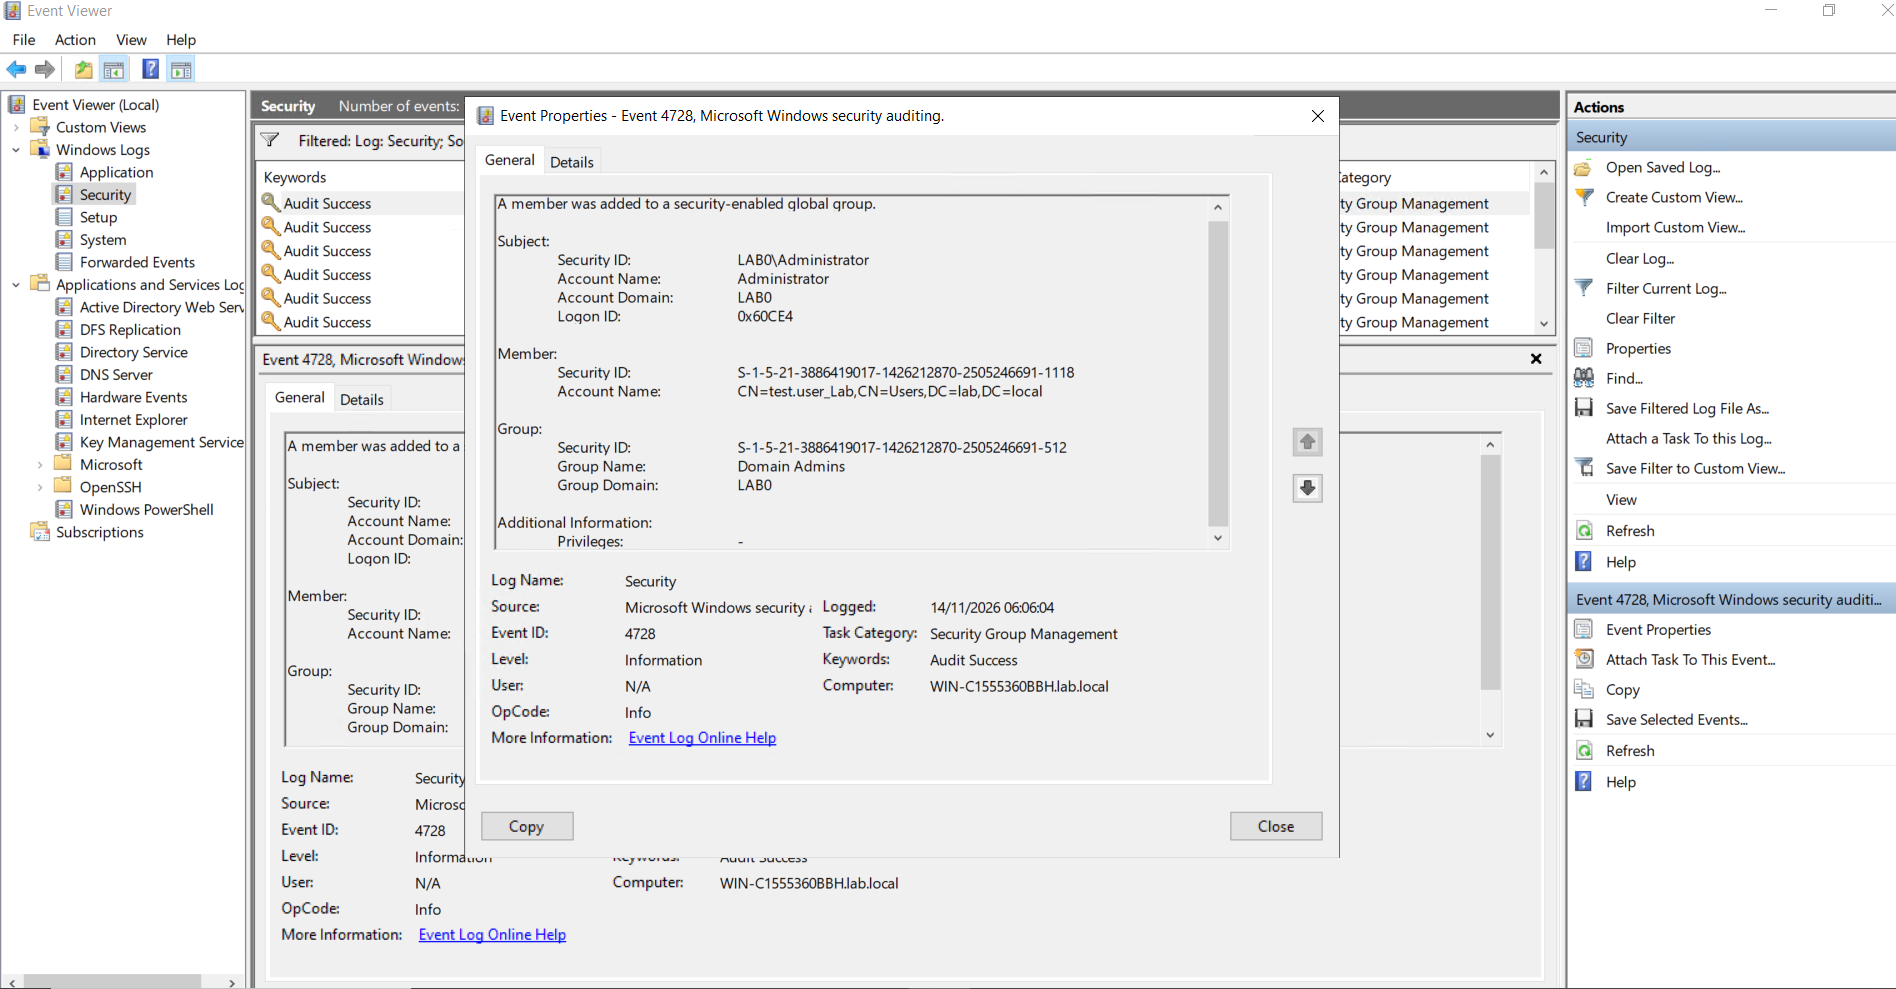 Event Viewer
File Action View Help
Event Viewer (Local)
Custom Views
Windows Logs
Application
Security
Setup
System
Forwarded Events
Applications and Services Log
Active Directory Web Serv
DFS Replication
Directory Service
DNS Server
Hardware Events
Internet Explorer
Key Management Service
Microsoft
OpenSSH
Windows PowerShell
Subscriptions
Security Number of events:
Filtered: Log: Security; So
Keywords
Audit Success
Audit Success
Audit Success
Audit Success
Audit Success
Audit Success
Category
ty Group Management
ty Group Management
ty Group Management
ty Group Management
ty Group Management
ty Group Management
Event 4728, Microsoft Windows
General Details
A member was added to a
Subject:
Security ID:
Account Name:
Account Domain:
Logon ID:
Member:
Security ID:
Account Name:
Group:
Security ID:
Group Name:
Group Domain:
Log Name: Security
Source: Microso
Event ID: 4728
Level: Information Keywords: Audit Success
User: N/A Computer: WIN-C1555360BBH.lab.local
OpCode: Info
More Information: Event Log Online Help
Event Properties - Event 4728, Microsoft Windows security auditing.
General Details
A member was added to a security-enabled global group.
Subject:
Security ID: LAB0\Administrator
Account Name: Administrator
Account Domain: LAB0
Logon ID: 0x60CE4
Member:
Security ID: S-1-5-21-3886419017-1426212870-2505246691-1118
Account Name: CN=test.user_Lab,CN=Users,DC=lab,DC=local
Group:
Security ID: S-1-5-21-3886419017-1426212870-2505246691-512
Group Name: Domain Admins
Group Domain: LAB0
Additional Information:
Privileges: -
Log Name: Security
Source: Microsoft Windows security a Logged: 14/11/2026 06:06:04
Event ID: 4728 Task Category: Security Group Management
Level: Information Keywords: Audit Success
User: N/A Computer: WIN-C1555360BBH.lab.local
OpCode: Info
More Information: Event Log Online Help
Copy Close
Actions
Security
Open Saved Log...
Create Custom View...
Import Custom View...
Clear Log...
Filter Current Log...
Clear Filter
Properties
Find...
Save Filtered Log File As...
Attach a Task To this Log...
Save Filter to Custom View...
View
Refresh
Help
Event 4728, Microsoft Windows security auditi...
Event Properties
Attach Task To This Event...
Copy
Save Selected Events...
Refresh
Help